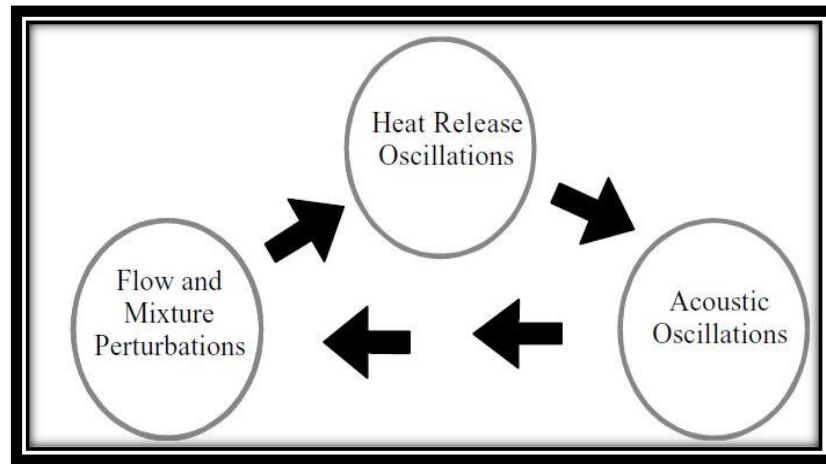 Heat Release
Oscillations
Flow and
Mixture
Perturbations
Acoustic
Oscillations